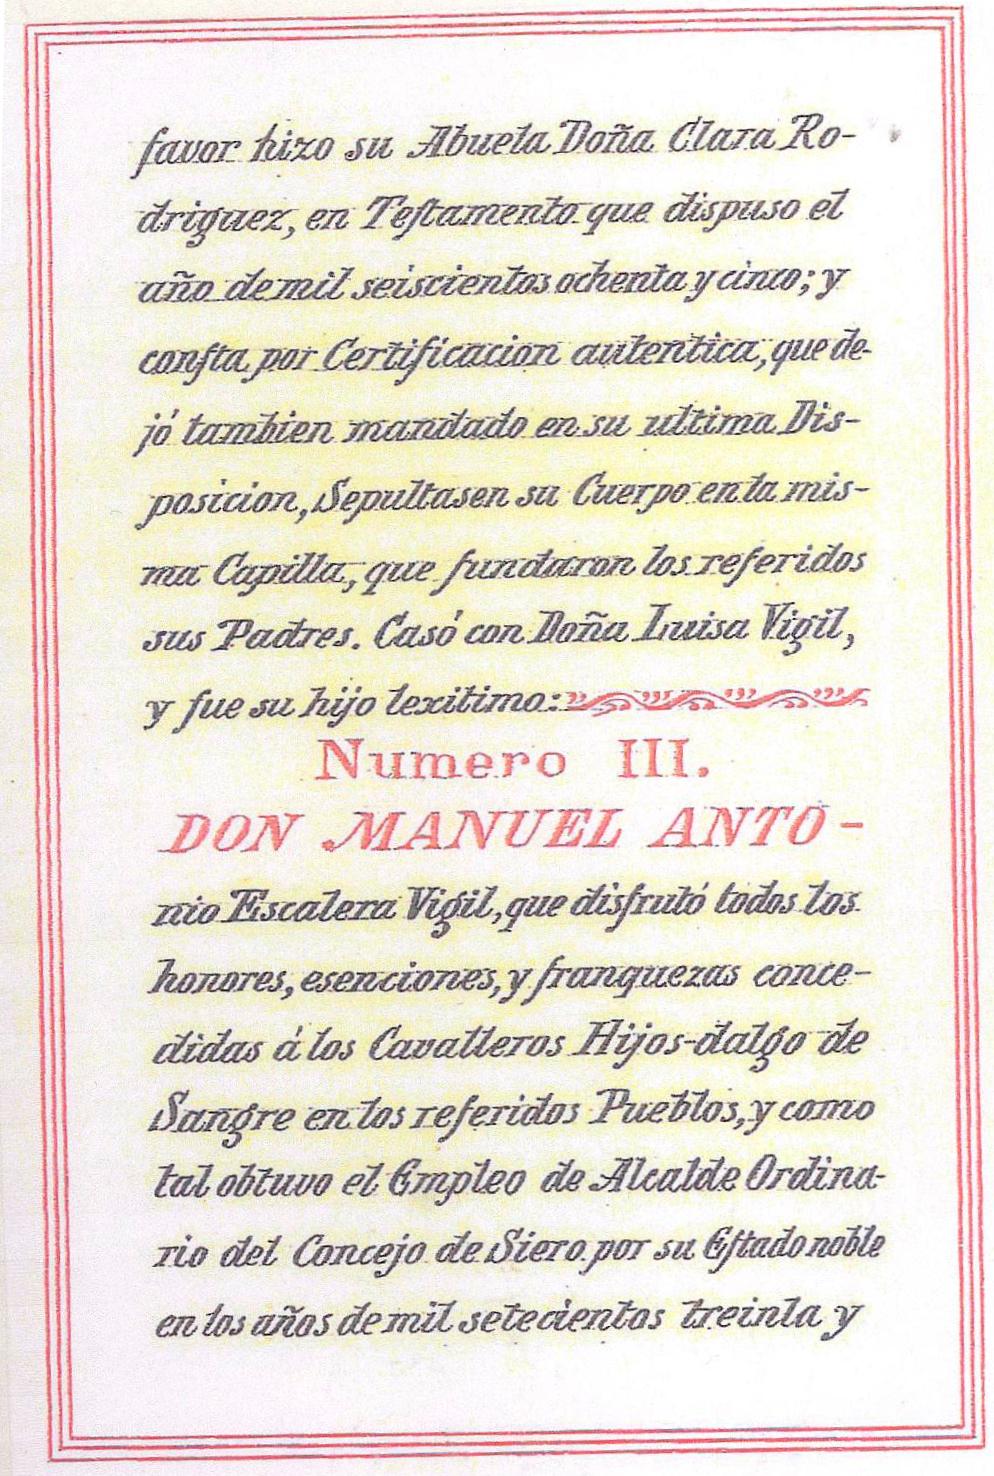 favor hizo su Abuela Doña Clara Ro-
driguez, en Teſtamento que dispuso el
año de mil seiscientos ochenta y cinco; y
conſta por Certificacion autentica, que de-
jó tambien mandado en su ultima Dis-
posicion, Sepultasen su Cuerpo en la mis-
ma Capilla, que fundaron los referidos
sus Padres. Casó con Doña Luisa Vigil,
y fue su hijo lexitimo:
Numero III.
DON MANUEL ANTO-
nio Escalera Vigil, que disfrutó todos los
honores, esenciones, y franquezas conce-
didas á los Cavalleros Hijos-dalgo de
Sangre en los referidos Pueblos, y como
tal obtuvo el Empleo de Alcalde Ordina-
rio del Concejo de Siero por su Eſtado noble
en los años de mil setecientos treinta y